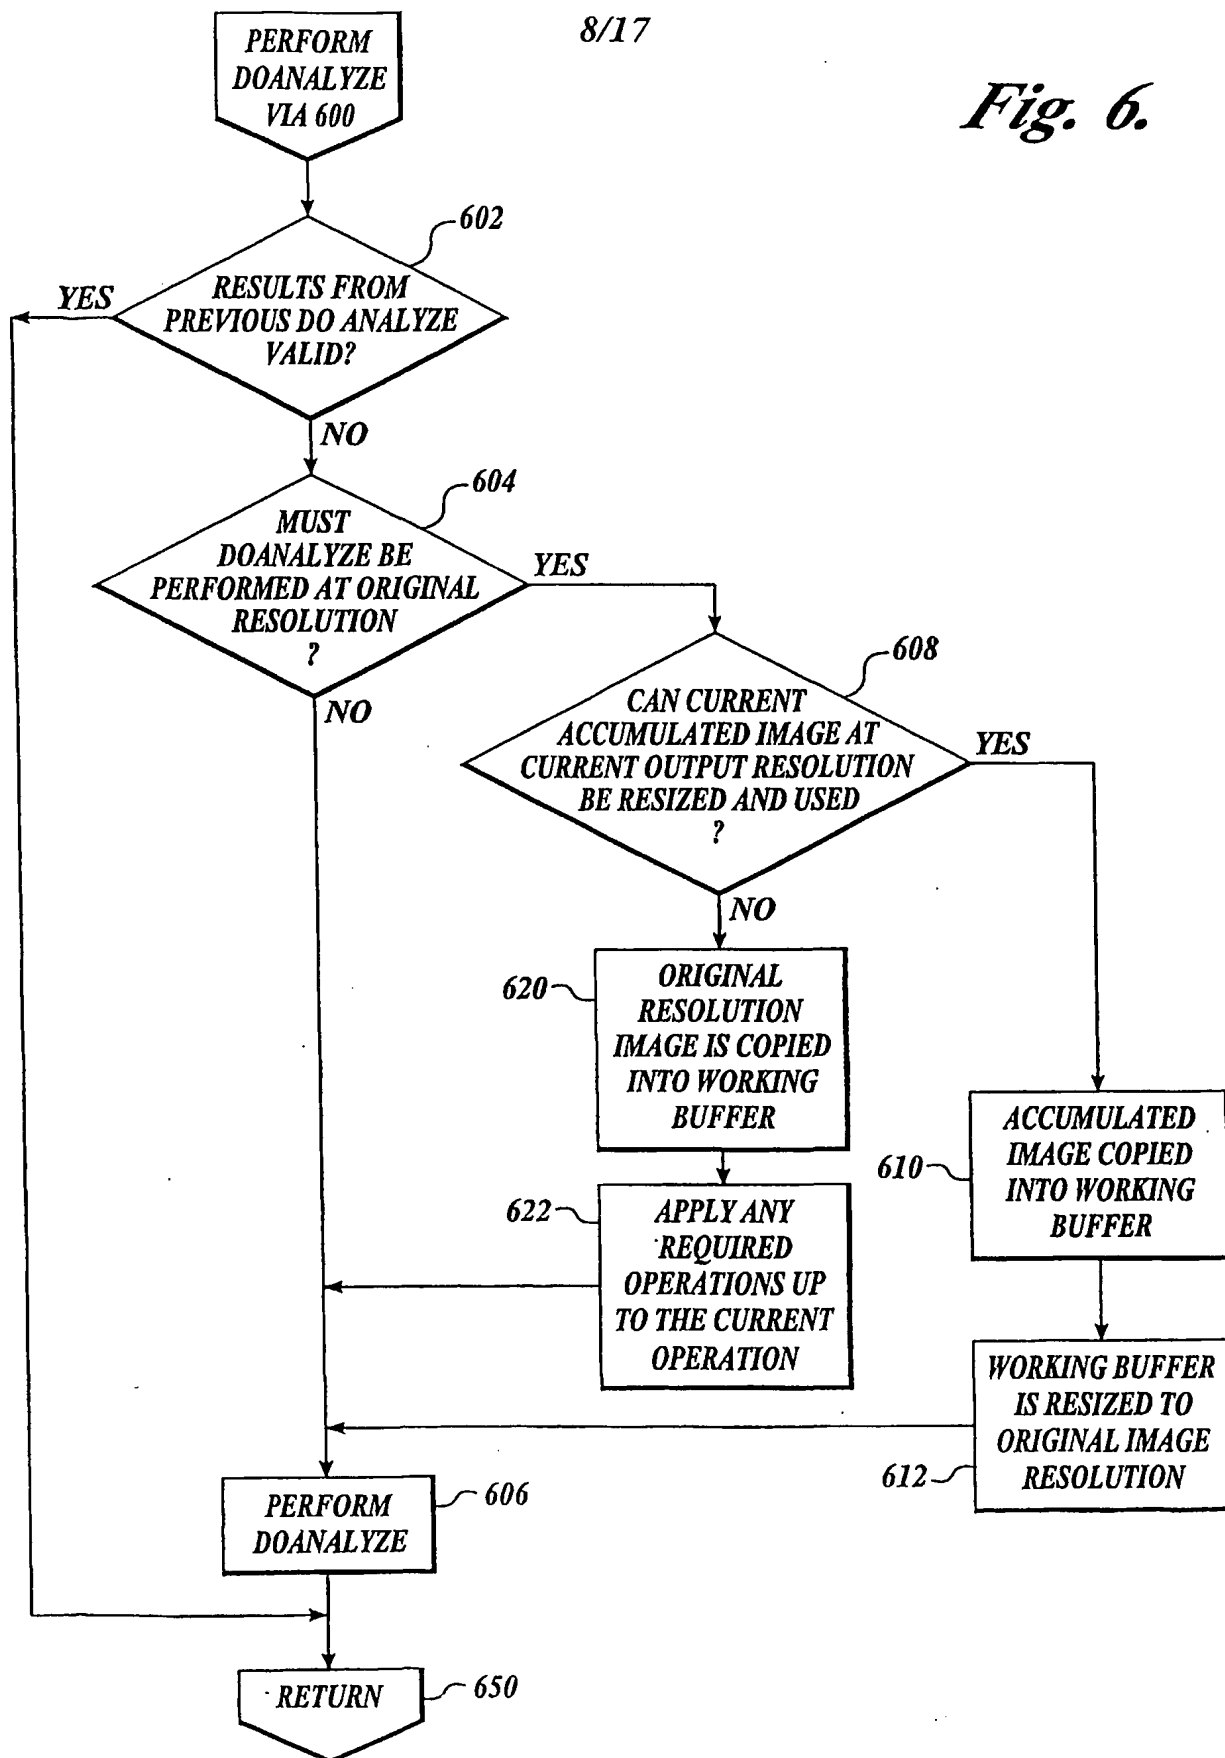 8/17
Fig. 6.
PERFORM
DOANALYZE
VIA 600
602
RESULTS FROM
PREVIOUS DO ANALYZE
VALID?
YES
NO
604
MUST
DOANALYZE BE
PERFORMED AT ORIGINAL
RESOLUTION
?
YES
NO
608
CAN CURRENT
ACCUMULATED IMAGE AT
CURRENT OUTPUT RESOLUTION
BE RESIZED AND USED
?
YES
NO
620
ORIGINAL
RESOLUTION
IMAGE IS COPIED
INTO WORKING
BUFFER
610
ACCUMULATED
IMAGE COPIED
INTO WORKING
BUFFER
622
APPLY ANY
REQUIRED
OPERATIONS UP
TO THE CURRENT
OPERATION
612
WORKING BUFFER
IS RESIZED TO
ORIGINAL IMAGE
RESOLUTION
PERFORM
DOANALYZE
606
RETURN
650